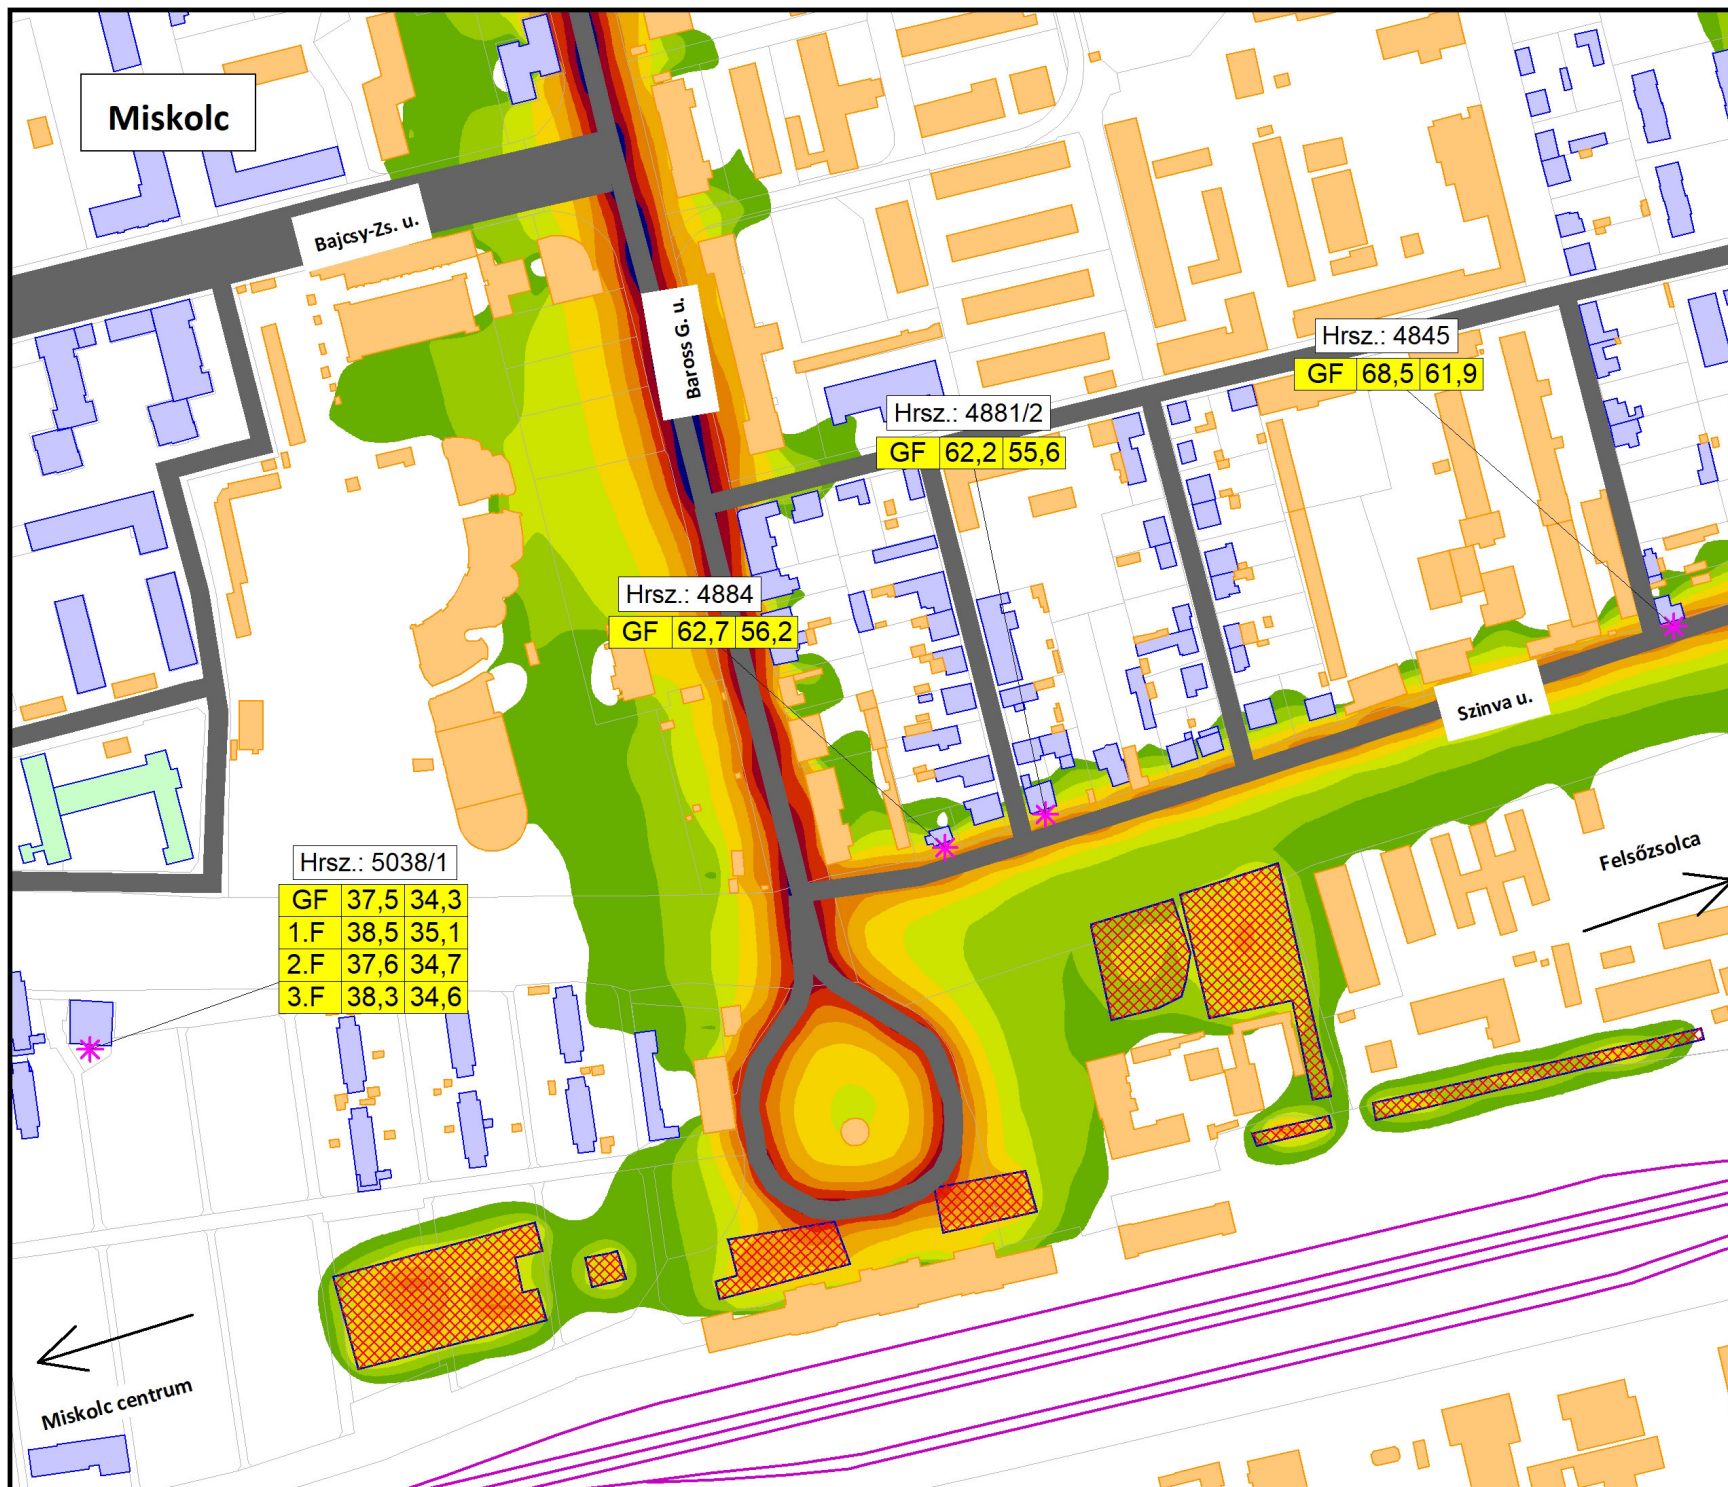 Miskolc
Bajcsy-Zs. u.
Baross G. u.
Hrsz.: 4845
GF 68,5 61,9
Hrsz.: 4881/2
GF 62,2 55,6
Hrsz.: 4884
GF 62,7 56,2
Szinva u.
Hrsz.: 5038/1
GF 37,5 34,3
1.F 38,5 35,1
2.F 37,6 34,7
3.F 38,3 34,6
Felsőzsolca
Miskolc centrum